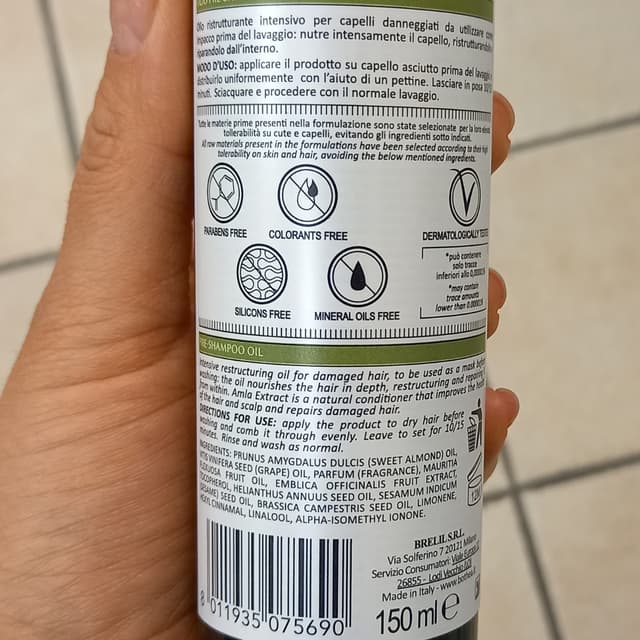 Olio ristrutturante intensivo per capelli danneggiati da utilizzare come
impacco prima del lavaggio: nutre intensamente il capello, ristrutturandolo
riparandolo dall'interno.
MODO D'USO: applicare il prodotto su capello asciutto prima del lavaggio
distribuirlo uniformemente con l'aiuto di un pettine. Lasciare in posa 10/15
minuti. Sciacquare e procedere con il normale lavaggio.
Tutte le materie prime presenti nella formulazione sono state selezionate per la loro elevata
tollerabilità su cute e capelli, evitando gli ingredienti sotto indicati.
All raw materials present in the formulations have been selected according to their high
tolerability on skin and hair, avoiding the below mentioned ingredients.
PARABENS FREE
COLORANTS FREE
DERMATOLOGICALLY TESTED
SILICONS FREE
MINERAL OILS FREE
*può contenere
solo tracce
inferiori allo
*may contain
trace amounts
lower than
PRE-SHAMPOO OIL
Intensive restructuring oil for damaged hair, to be used as a mask before
washing: the oil nourishes the hair in depth, restructuring and repairing
from within. Amla Extract is a natural conditioner that improves the health
of the hair and scalp and repairs damaged hair.
DIRECTIONS FOR USE: apply the product to dry hair before
washing and comb it through evenly. Leave to set for 10/15
minutes. Rinse and wash as normal.
INGREDIENTS: PRUNUS AMYGDALUS DULCIS (SWEET ALMOND) OIL,
VITIS VINIFERA SEED (GRAPE) OIL, PARFUM (FRAGRANCE), MAURITIA
FLEXUOSA FRUIT OIL, EMBLICA OFFICINALIS FRUIT EXTRACT,
TOCOPHEROL, HELIANTHUS ANNUUS SEED OIL, SESAMUM INDICUM
(SESAME) SEED OIL, BRASSICA CAMPESTRIS SEED OIL, LIMONENE,
HEXYL CINNAMAL, LINALOOL, ALPHA-ISOMETHYL IONONE.
12M
BRELIL S.R.L.
Via Solferino 7 20121 Milano
Servizio Consumatori: Viale Europa
26855 - Lodi Vecchio (LO)
Made in Italy - www.
8 011935 075690
150 ml e